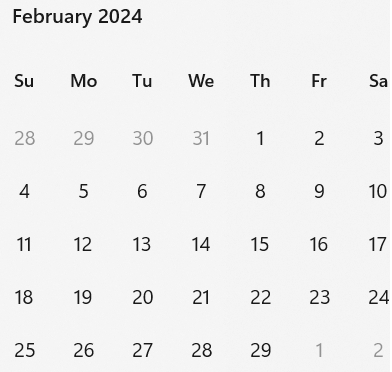 February 2024
Su Mo Tu We Th Fr Sa
28 29 30 31 1 2 3
4 5 6 7 8 9 10
11 12 13 14 15 16 17
18 19 20 21 22 23 24
25 26 27 28 29 1 2